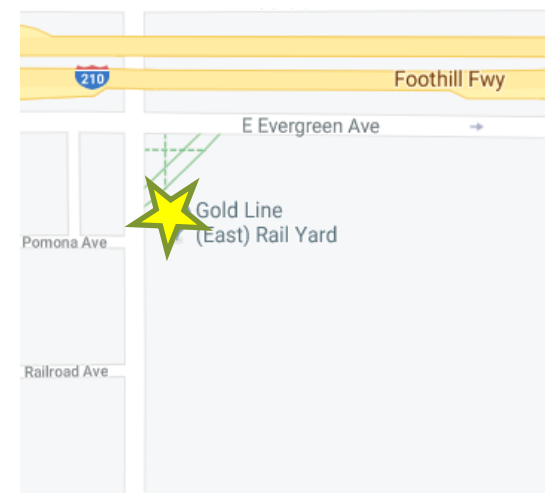 210
Foothill Fwy
E Evergreen Ave
Gold Line
(East) Rail Yard
Pomona Ave
Railroad Ave